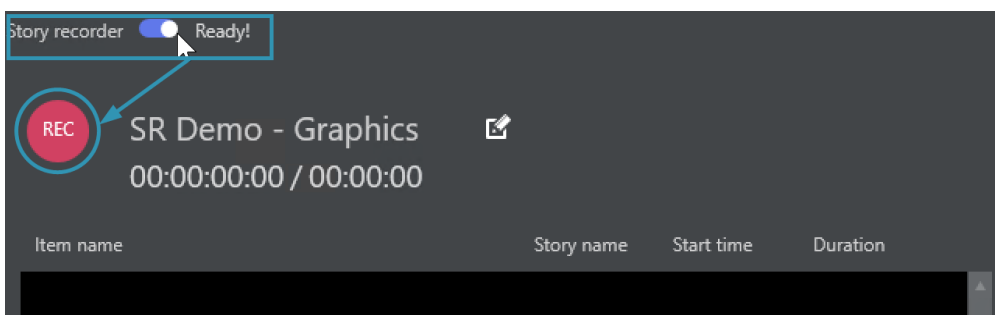 Story recorder Ready!
REC
SR Demo - Graphics
00:00:00:00 / 00:00:00
Item name Story name Start time Duration